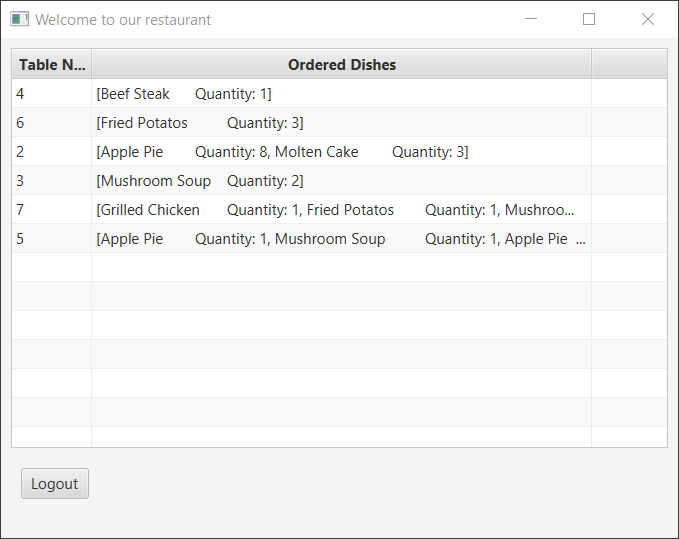 Welcome to our restaurant
Table N... Ordered Dishes
4 [Beef Steak Quantity: 1]
6 [Fried Potatos Quantity: 3]
2 [Apple Pie Quantity: 8, Molten Cake Quantity: 3]
3 [Mushroom Soup Quantity: 2]
7 [Grilled Chicken Quantity: 1, Fried Potatos Quantity: 1, Mushroo...
5 [Apple Pie Quantity: 1, Mushroom Soup Quantity: 1, Apple Pie ...
Logout